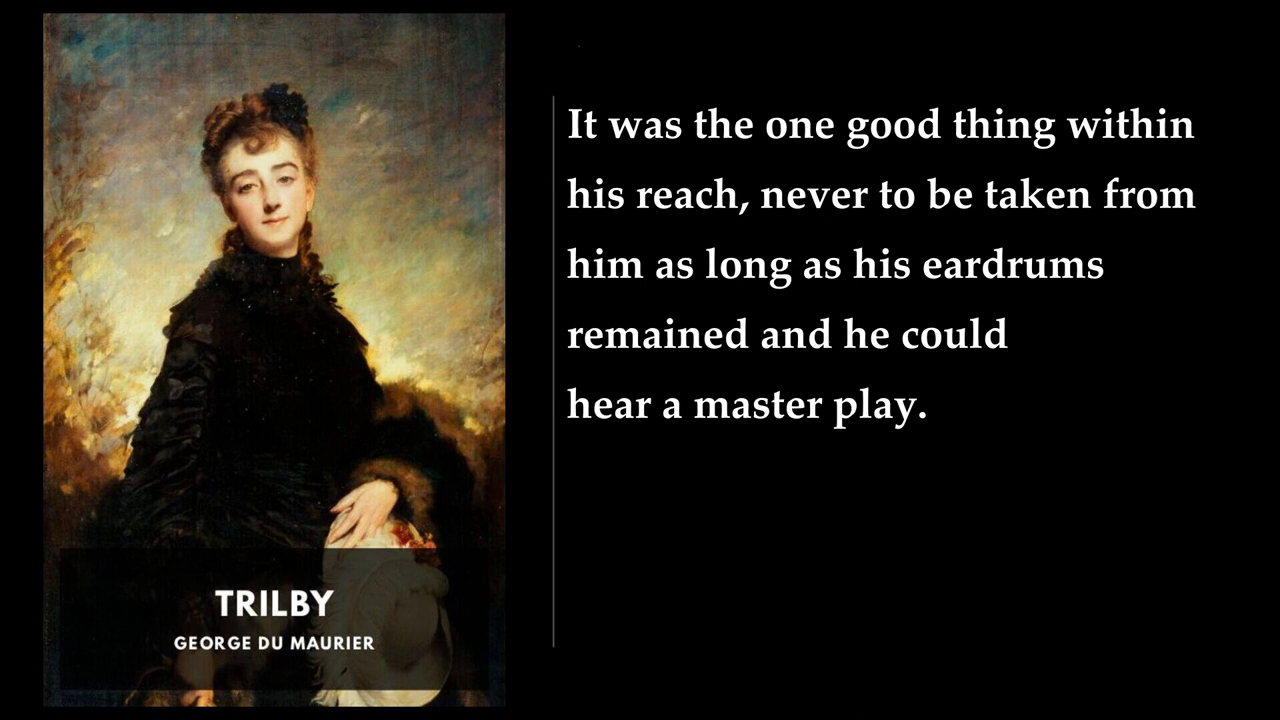 It was the one good thing within
his reach, never to be taken from
him as long as his eardrums
remained and he could
hear a master play.
TRILBY
GEORGE DU MAURIER